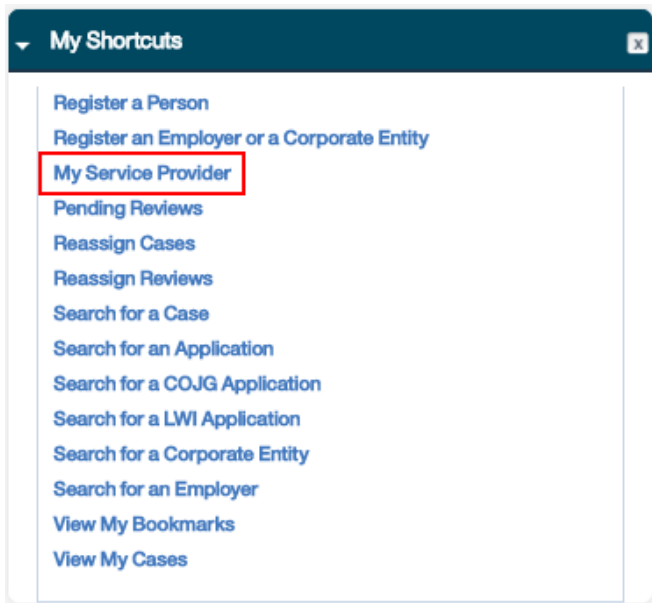 My Shortcuts
x
Register a Person
Register an Employer or a Corporate Entity
My Service Provider
Pending Reviews
Reassign Cases
Reassign Reviews
Search for a Case
Search for an Application
Search for a COJG Application
Search for a LWI Application
Search for a Corporate Entity
Search for an Employer
View My Bookmarks
View My Cases